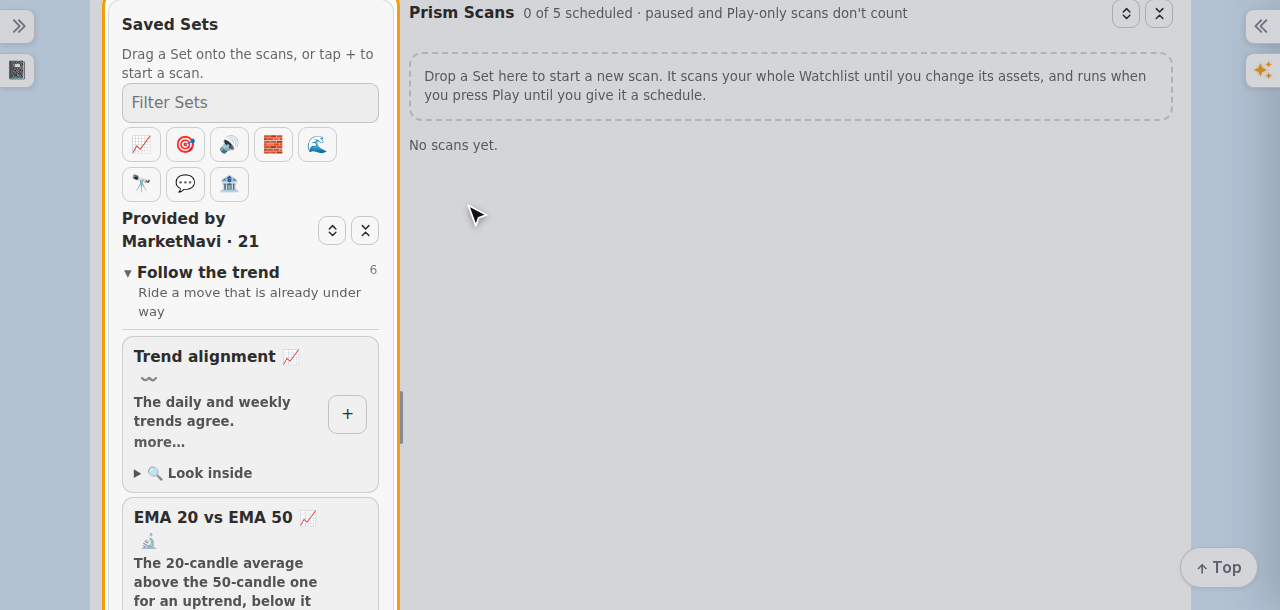 Saved Sets
Drag a Set onto the scans, or tap + to
start a scan.
Filter Sets
Provided by
MarketNavi · 21
Follow the trend
6
Ride a move that is already under
way
Trend alignment
The daily and weekly
trends agree.
more...
+
Look inside
EMA 20 vs EMA 50
The 20-candle average
above the 50-candle one
for an uptrend, below it
Prism Scans 0 of 5 scheduled · paused and Play-only scans don't count
Drop a Set here to start a new scan. It scans your whole Watchlist until you change its assets, and runs when
you press Play until you give it a schedule.
No scans yet.
↑ Top